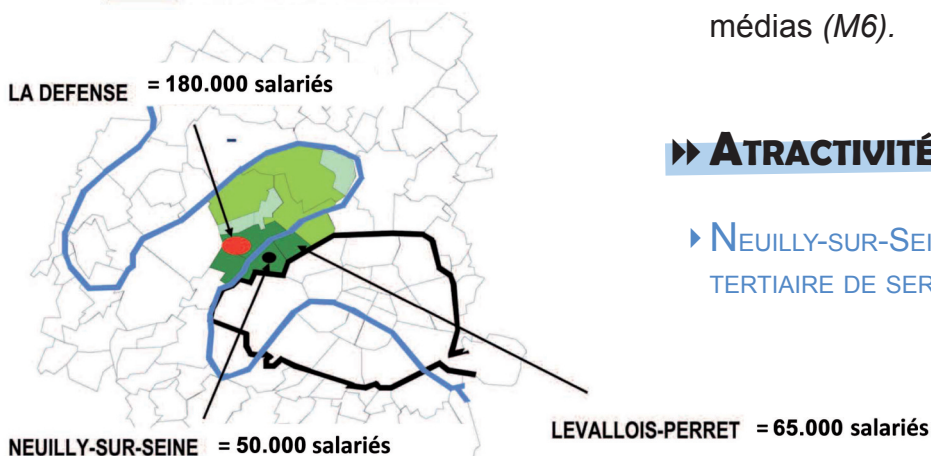 médias (M6).
LA DEFENSE = 180.000 salariés
ATRACTIVITÉ
NEUILLY-SUR-SEI
TERTIAIRE DE SER
LEVALLOIS-PERRET = 65.000 salariés
NEUILLY-SUR-SEINE = 50.000 salariés